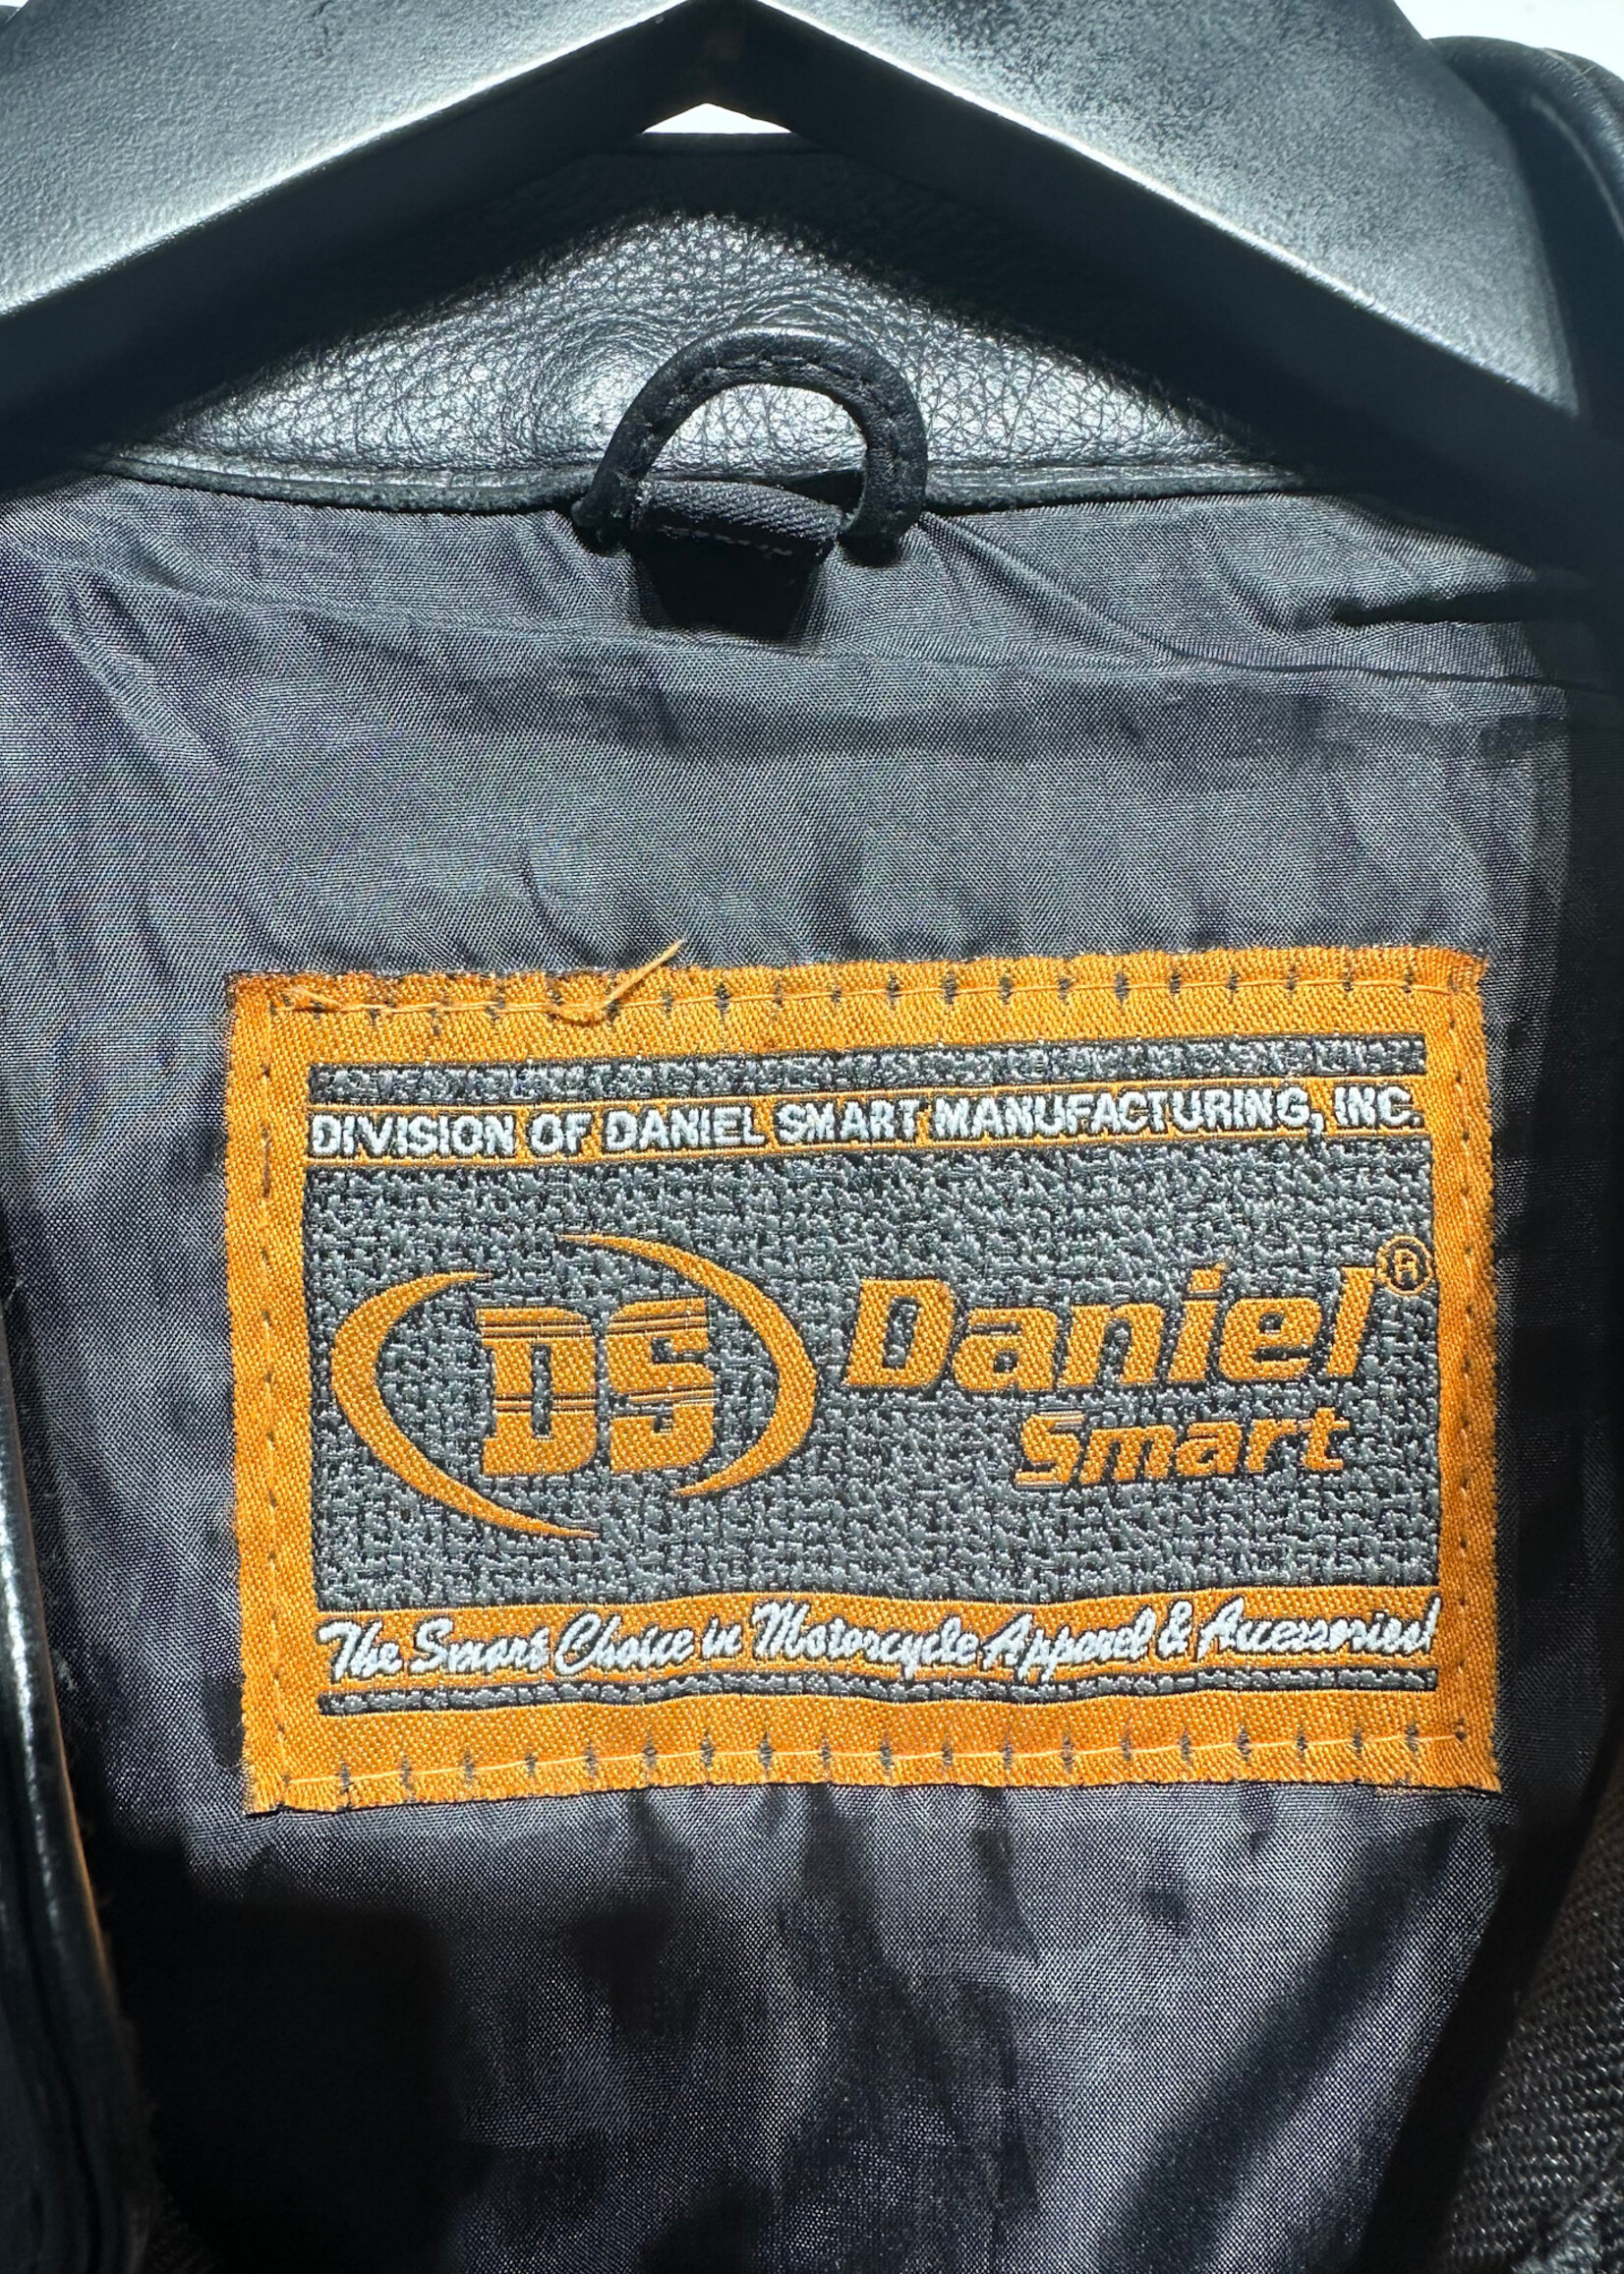 DIVISION OF DANIEL SMART MANUFACTURING, INC.
DS
Daniel®
Smart
The Smart Choice in Motorcycle Apparel & Accessories!